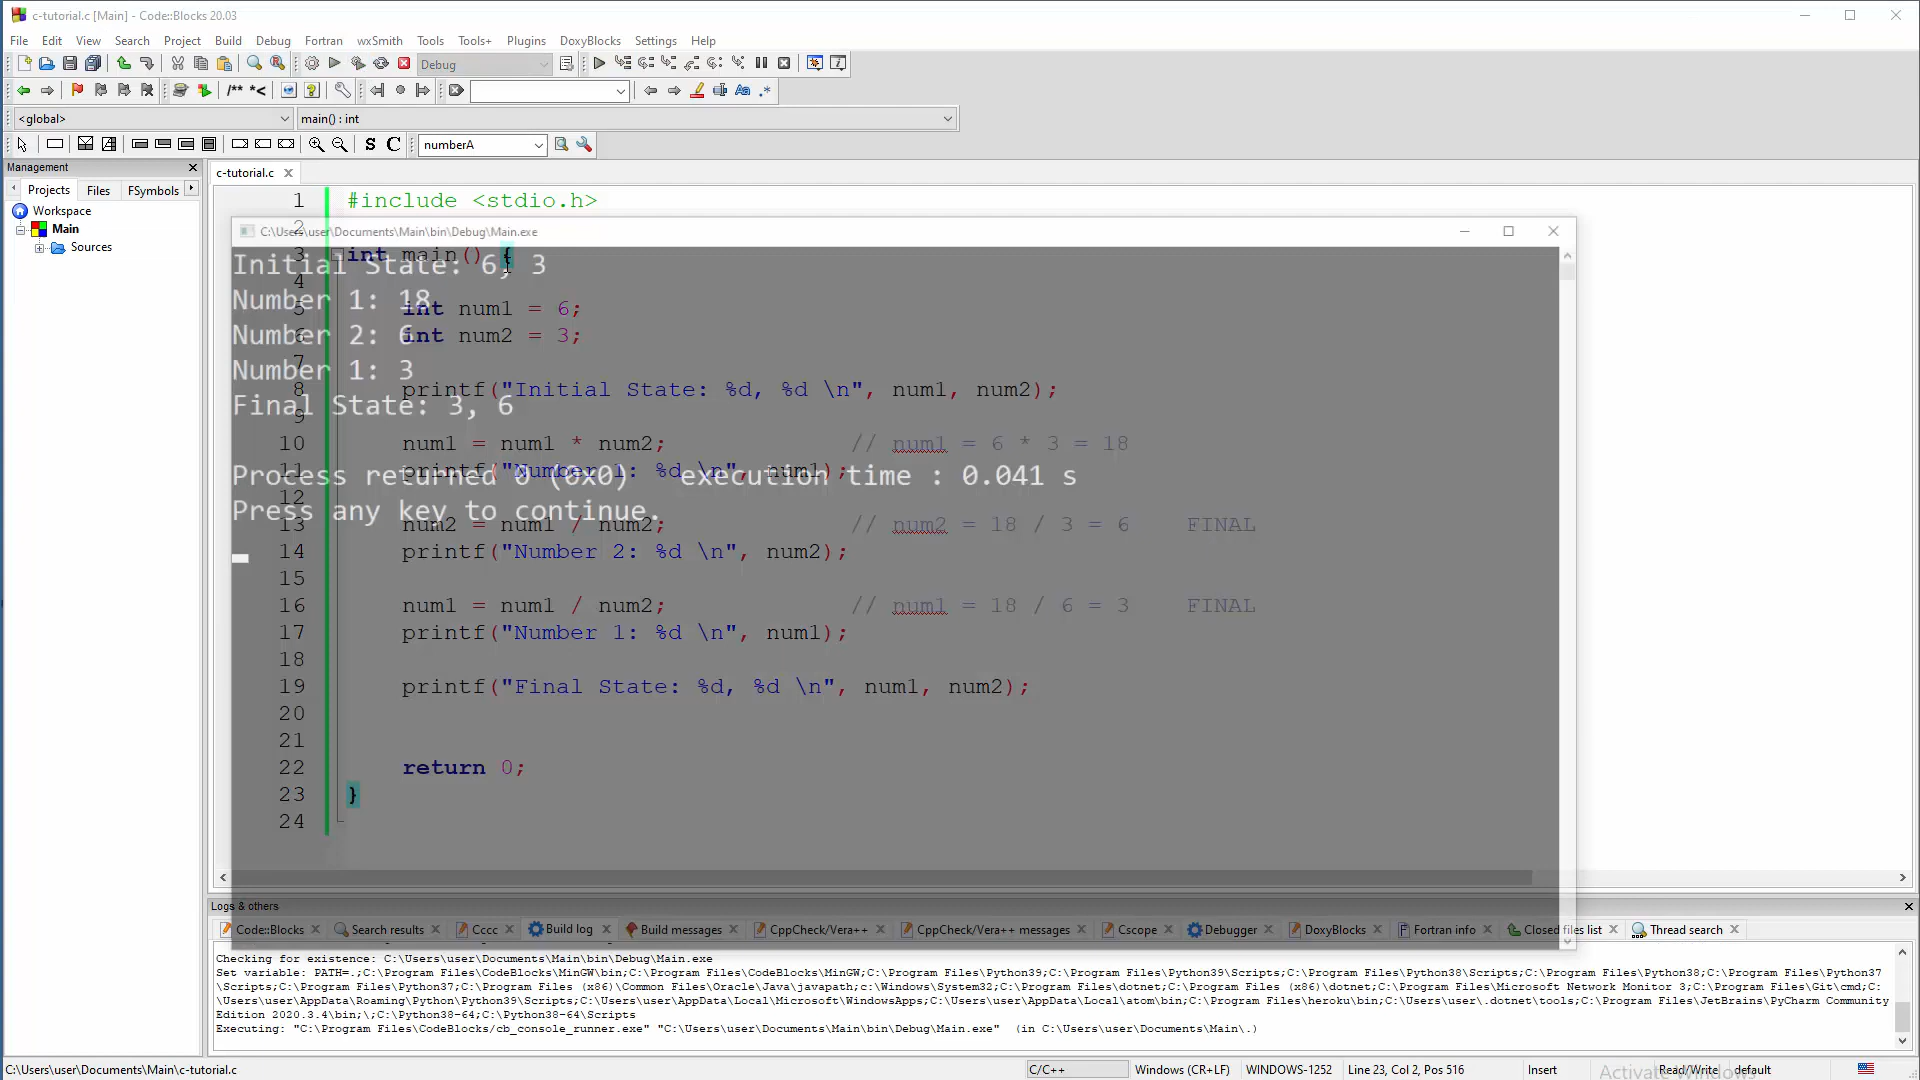 c-tutorial.c [Main] - Code::Blocks 20.03
File Edit View Search Project Build Debug Fortran wxSmith Tools Tools+ Plugins DoxyBlocks Settings Help
Debug
/** *<
<global> main() : int
S C numberA
Management
Projects Files FSymbols
Workspace
Main
Sources
c-tutorial.c
1 #include <stdio.h>
2
C:\Users\user\Documents\Main\bin\Debug\Main.exe
3 int main() {
Initial State: 6, 3
4
Number 1: 18
5 int num1 = 6;
Number 2: 6
6 int num2 = 3;
7
Number 1: 3
8 printf("Initial State: %d, %d \n", num1, num2);
Final State: 3, 6
9
10 num1 = num1 * num2; // num1 = 6 * 3 = 18
11 printf("Number 1: %d \n", num1);
Process returned 0 (0x0) execution time : 0.041 s
12
Press any key to continue.
13 num2 = num1 / num2; // num2 = 18 / 3 = 6 FINAL
14 printf("Number 2: %d \n", num2);
15
16 num1 = num1 / num2; // num1 = 18 / 6 = 3 FINAL
17 printf("Number 1: %d \n", num1);
18
19 printf("Final State: %d, %d \n", num1, num2);
20
21
22 return 0;
23 }
24
Logs & others
Code::Blocks Search results Cccc Build log Build messages CppCheck/Vera++ CppCheck/Vera++ messages Cscope Debugger DoxyBlocks Fortran info Closed files list Thread search
Checking for existence: C:\Users\user\Documents\Main\bin\Debug\Main.exe
Set variable: PATH=.;C:\Program Files\CodeBlocks\MinGW\bin;C:\Program Files\CodeBlocks\MinGW;C:\Program Files\Python39\Scripts;C:\Program Files\Python39;C:\Program Files\Python38\Scripts;C:\Program Files\Python38;C:\Program Files\Python37
\Scripts;C:\Program Files\Python37;C:\Program Files (x86)\Common Files\Oracle\Java\javapath;c:\Windows\System32;C:\Program Files\dotnet;C:\Program Files (x86)\dotnet;C:\Program Files\Microsoft Network Monitor 3;C:\Program Files\Git\cmd;C:
\Users\user\AppData\Roaming\Python\Python39\Scripts;C:\Users\user\AppData\Local\Microsoft\WindowsApps;C:\Users\user\AppData\Local\atom\bin;C:\Program Files\heroku\bin;C:\Users\user\.dotnet\tools;C:\Program Files\JetBrains\PyCharm Community
Edition 2020.3.4\bin;\;C:\Python38-64;C:\Python38-64\Scripts
Executing: "C:\Program Files\CodeBlocks/cb_console_runner.exe" "C:\Users\user\Documents\Main\bin\Debug\Main.exe" (in C:\Users\user\Documents\Main\.)
C:\Users\user\Documents\Main\c-tutorial.c C/C++ Windows (CR+LF) WINDOWS-1252 Line 23, Col 2, Pos 516 Insert Read/Write default
Activate Windows